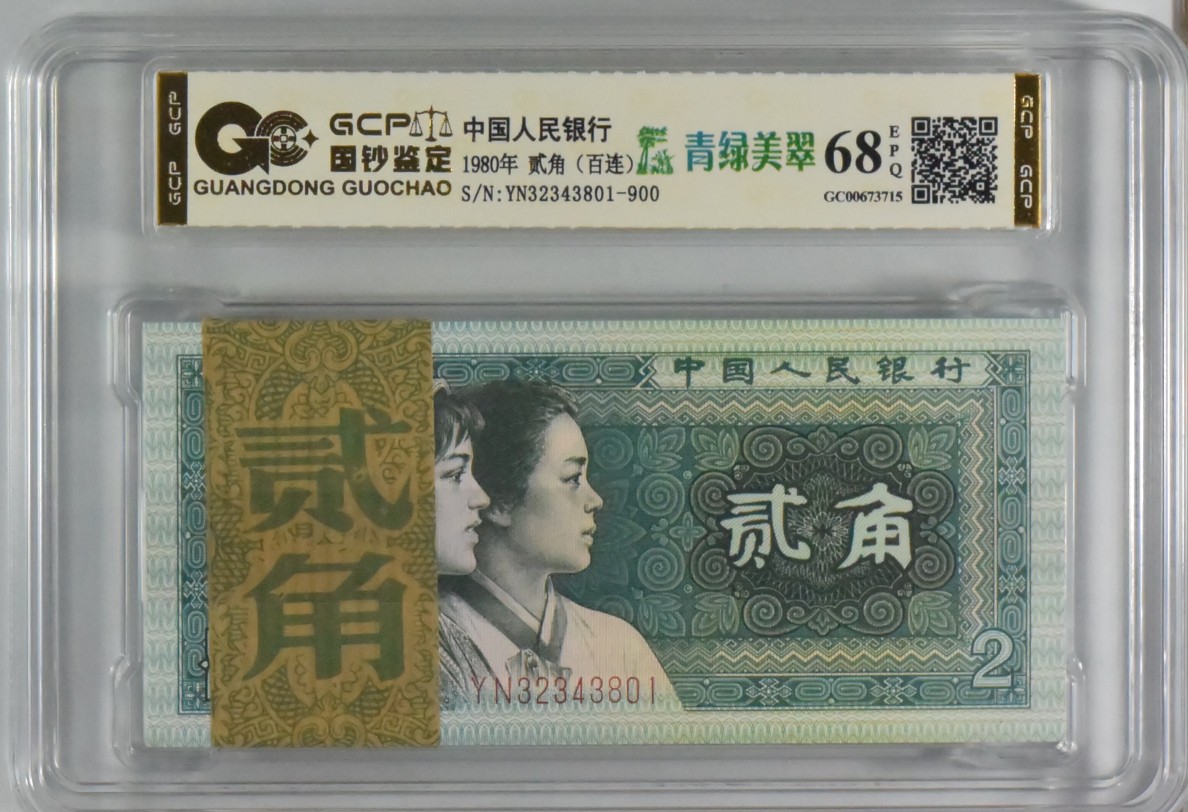 GCP
GCP
GCP
国钞鉴定
GUANGDONG GUOCHAO
中国人民银行
1980年 贰角（百连）
S/N:YN32343801-900
青绿美翠
68
EPQ
GC00673715
GCP
GCP
贰角
中国人民银行
贰角
YN32343801
2